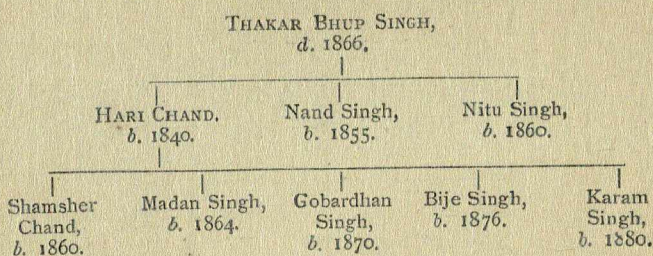 THAKAR BHUP SINGH,
d. 1866.
HARI CHAND. Nand Singh, Nitu Singh,
b. 1840. b. 1855. b. 1860.
Shamsher Madan Singh, Gobardhan Bije Singh, Karam
Chand, b. 1864. Singh, b. 1876. Singh,
b. 1860. b. 1870. b. 1880.